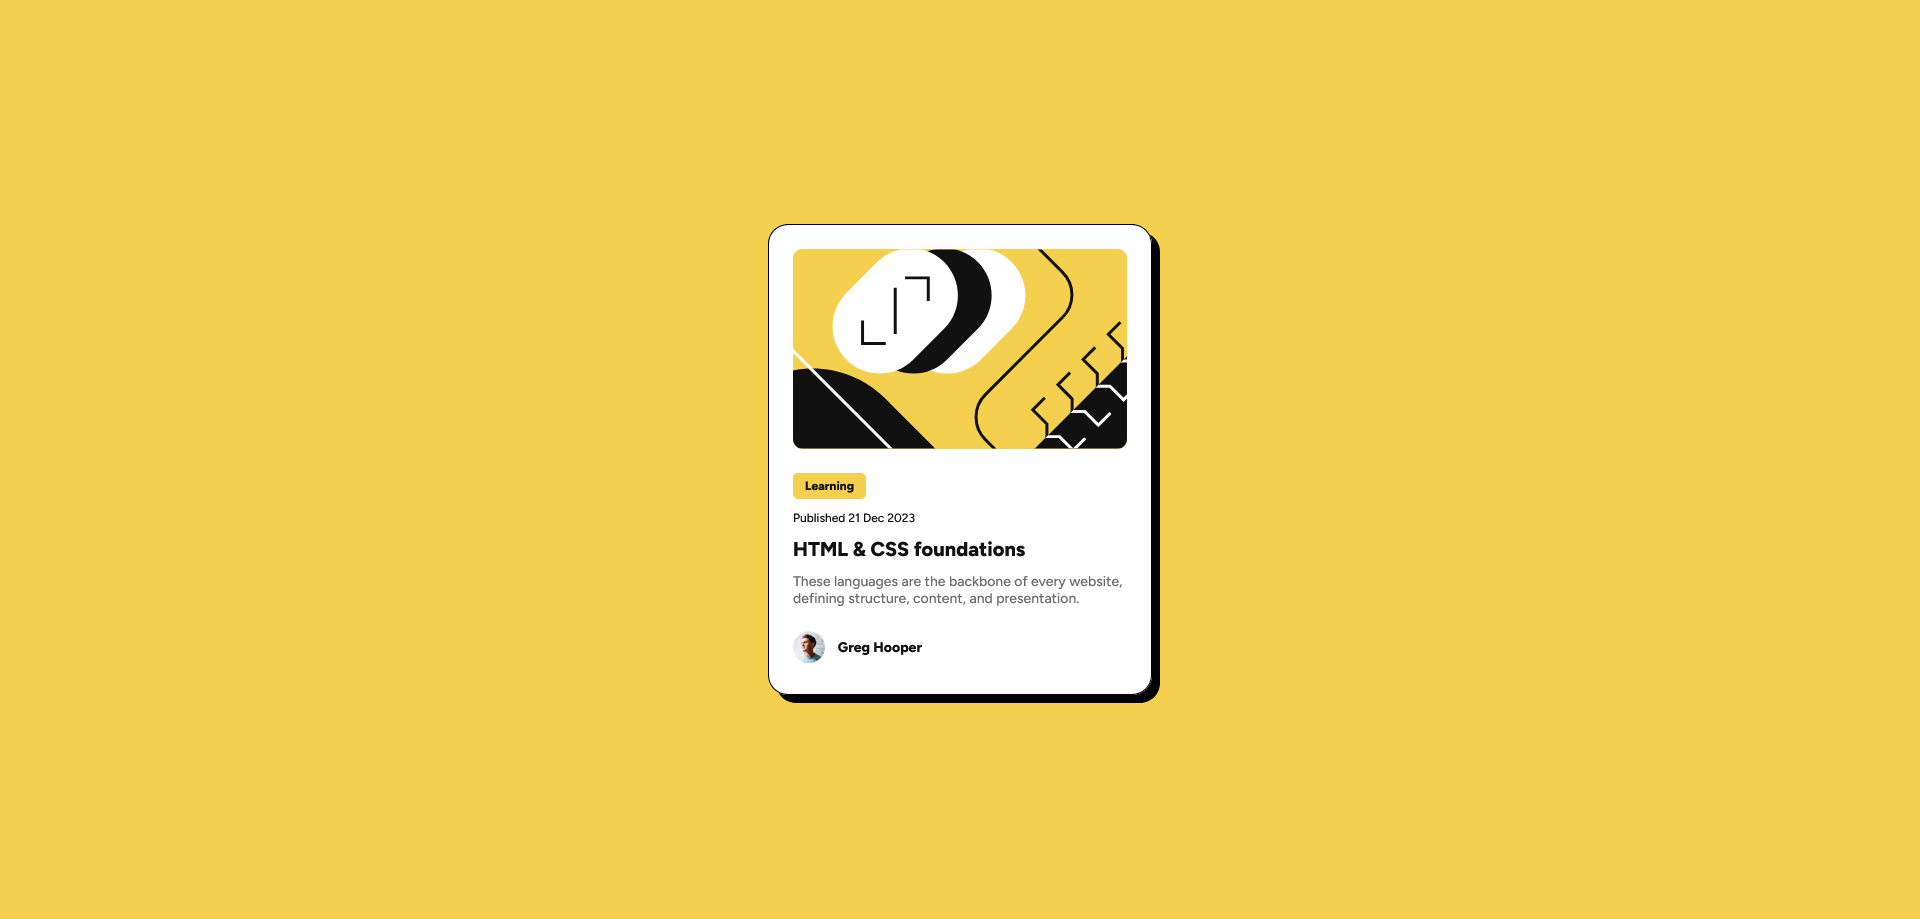 Learning
Published 21 Dec 2023
HTML & CSS foundations
These languages are the backbone of every website,
defining structure, content, and presentation.
Greg Hooper